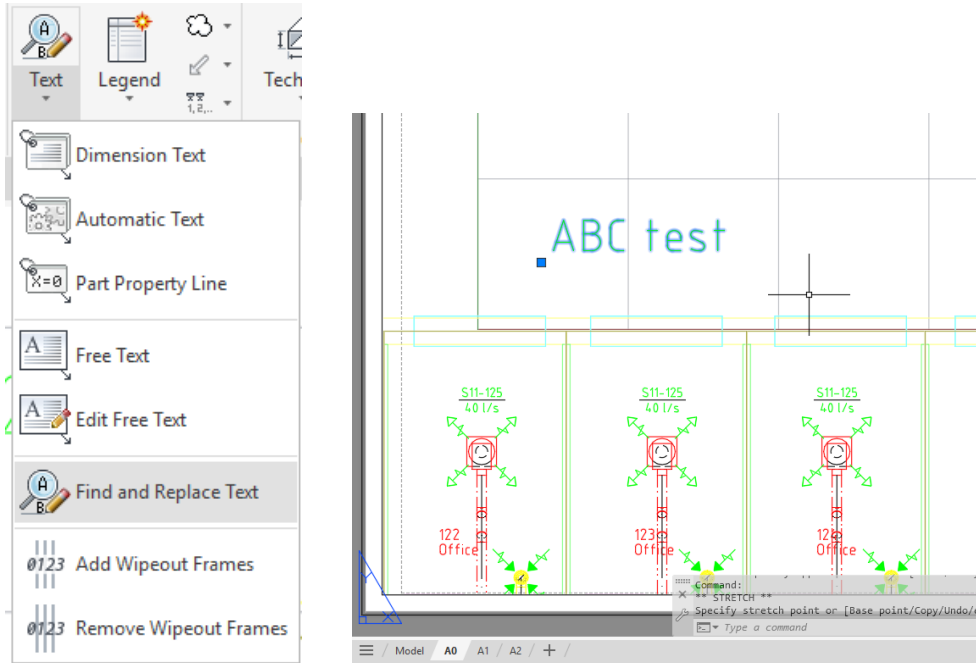 Text
Legend
1,2,..
Tech
Dimension Text
Automatic Text
X=0
Part Property Line
A
Free Text
A
Edit Free Text
A
B
Find and Replace Text
0123
Add Wipeout Frames
0123
Remove Wipeout Frames
ABC test
S11-125
40 l/s
S11-125
40 l/s
S11-125
40 l/s
122
Office
123
Office
Office
Command:
** STRETCH **
Specify stretch point or [Base point/Copy/Undo/
Type a command
Model
A0
A1
A2